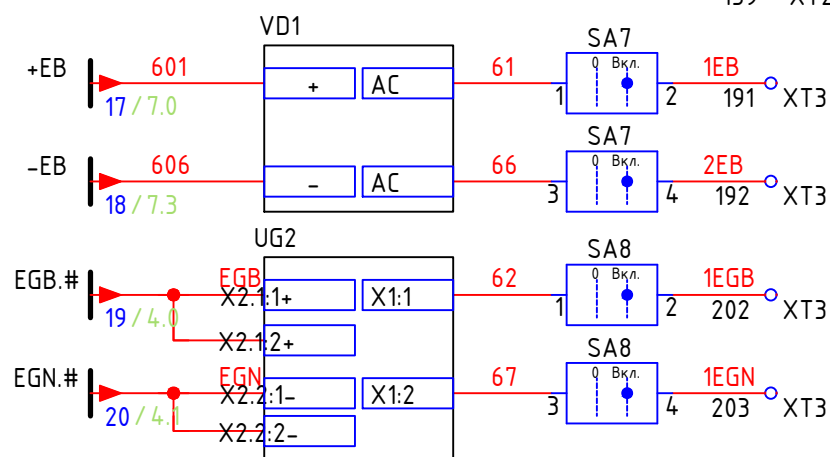 VD1
SA7
+EB 601 + AC 61 0 Вкл. 1EB
17 / 7.0 1 2 191 XT3
SA7
-EB 606 - AC 66 0 Вкл. 2EB
18 / 7.3 3 4 192 XT3
UG2
SA8
EGB.# EGB X2.1:1+ X1:1 62 0 Вкл. 1EGB
19 / 4.0 1 2 202 XT3
X2.1:2+
SA8
EGN.# EGN X2.2:1- X1:2 67 0 Вкл. 1EGN
20 / 4.1 3 4 203 XT3
X2.2:2-